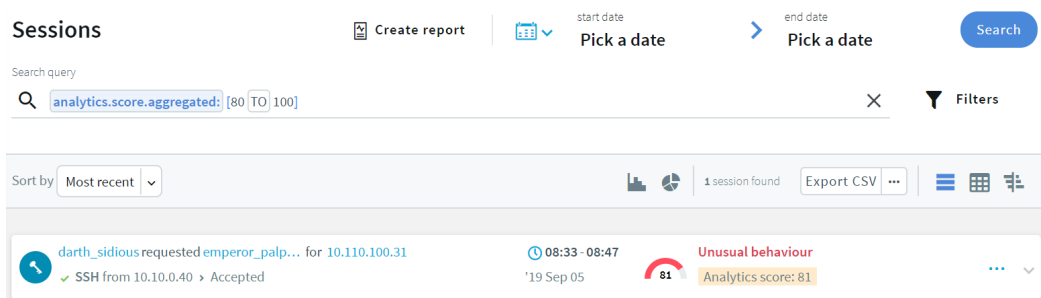 Sessions
Create report
start date
Pick a date
end date
Pick a date
Search
Search query
analytics.score.aggregated: [80 TO 100]
Filters
Sort by Most recent
1 session found
Export CSV
darth_sidious requested emperor_palp... for 10.110.100.31
SSH from 10.10.0.40 > Accepted
08:33 - 08:47
'19 Sep 05
81
Unusual behaviour
Analytics score: 81